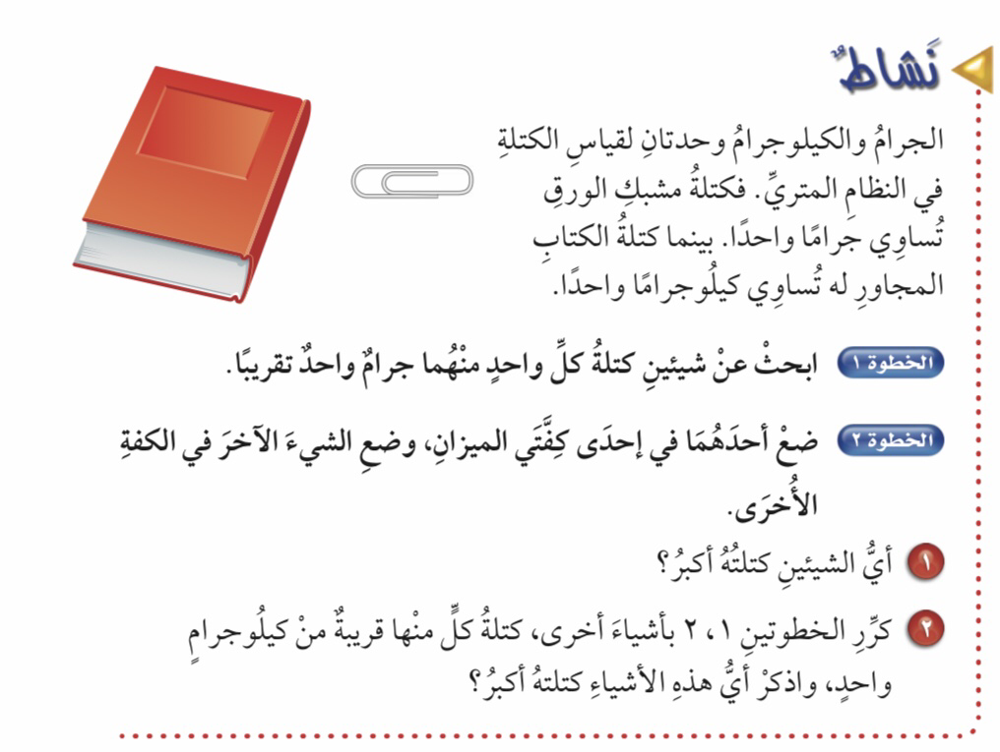 نَشاطٌ
الجرامُ والكيلوجرامُ وحدتانِ لقياسِ الكتلةِ
في النظامِ المتريِّ. فكتلةُ مشبكِ الورقِ
تُساوِي جرامًا واحدًا. بينما كتلةُ الكتابِ
المجاورِ له تُساوِي كيلُوجرامًا واحدًا.
الخطوة ١ ابحثْ عنْ شيئينِ كتلةُ كلِّ واحدٍ منْهُما جرامٌ واحدٌ تقريبًا.
الخطوة ٢ ضعْ أحدَهُمَا في إحدَى كِفَّتَي الميزانِ، وضعِ الشيءَ الآخرَ في الكفةِ
الأُخرَى.
١ أيُّ الشيئينِ كتلتُهُ أكبرُ؟
٢ كرِّرِ الخطوتينِ ١، ٢ بأشياءَ أخرى، كتلةُ كلٍّ منْها قريبةٌ منْ كيلُوجرامٍ
واحدٍ، واذكرْ أيُّ هذهِ الأشياءِ كتلتهُ أكبرُ؟